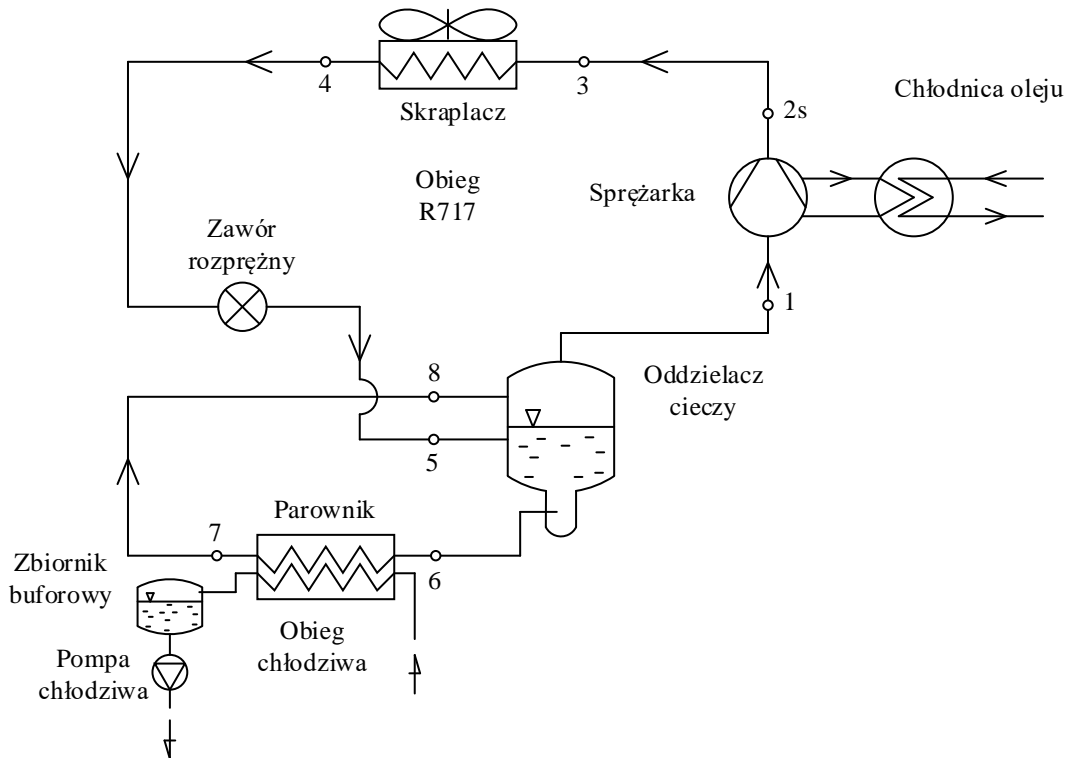 4
3
Skraplacz
Chłodnica oleju
2s
Obieg
R717
Sprężarka
Zawór
rozprężny
1
8
Oddzielacz
cieczy
5
Parownik
7
6
Zbiornik
buforowy
Obieg
chłodziwa
Pompa
chłodziwa